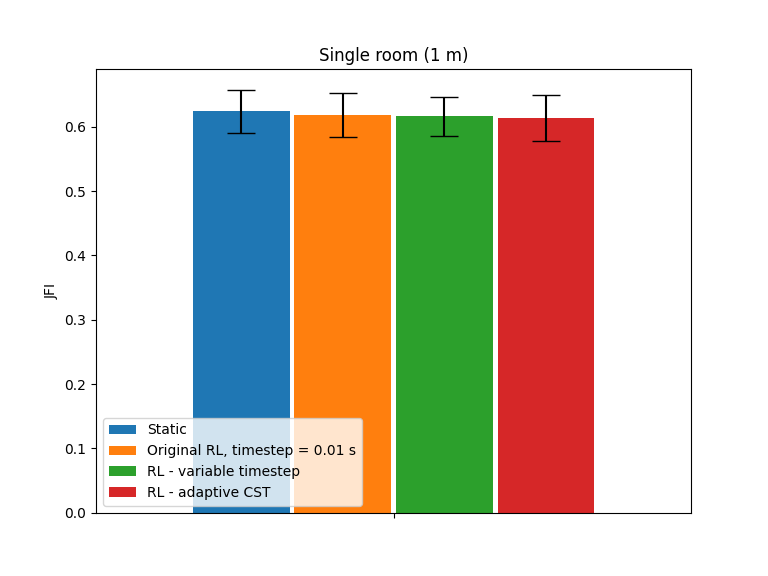 Single room (1 m)
JFI
0.6
0.5
0.4
0.3
0.2
0.1
0.0
Static
Original RL, timestep = 0.01 s
RL - variable timestep
RL - adaptive CST